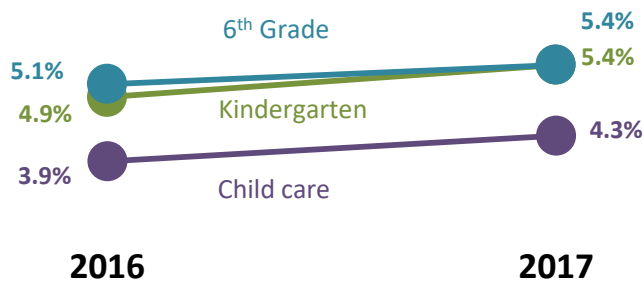 5.4%
6th Grade
5.1%
5.4%
4.9%
Kindergarten
4.3%
3.9%
Child care
2016
2017